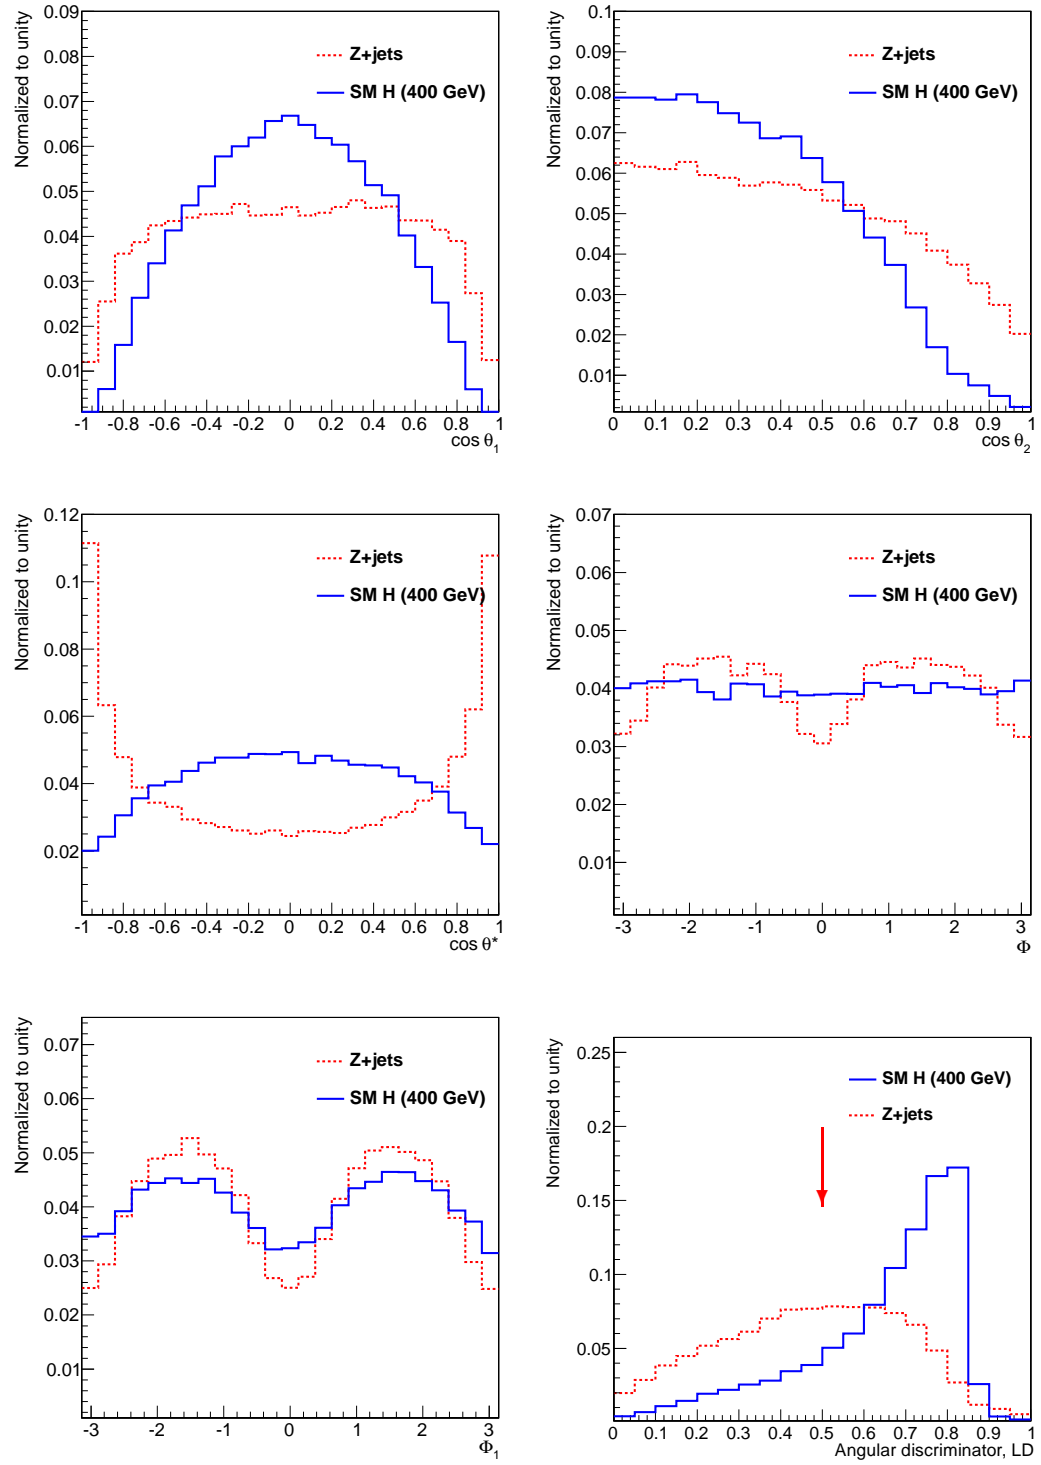 Normalized to unity
0.09
0.08
0.07
0.06
0.05
0.04
0.03
0.02
0.01
Z+jets
SM H (400 GeV)
-1 -0.8 -0.6 -0.4 -0.2 0 0.2 0.4 0.6 0.8 1
cos θ1
Normalized to unity
0.1
0.09
0.08
0.07
0.06
0.05
0.04
0.03
0.02
0.01
Z+jets
SM H (400 GeV)
0 0.1 0.2 0.3 0.4 0.5 0.6 0.7 0.8 0.9 1
cos θ2
Normalized to unity
0.12
0.1
0.08
0.06
0.04
0.02
Z+jets
SM H (400 GeV)
-1 -0.8 -0.6 -0.4 -0.2 0 0.2 0.4 0.6 0.8 1
cos θ*
Normalized to unity
0.07
0.06
0.05
0.04
0.03
0.02
0.01
Z+jets
SM H (400 GeV)
-3 -2 -1 0 1 2 3
Φ
Normalized to unity
0.07
0.06
0.05
0.04
0.03
0.02
0.01
Z+jets
SM H (400 GeV)
-3 -2 -1 0 1 2 3
Φ1
Normalized to unity
0.25
0.2
0.15
0.1
0.05
SM H (400 GeV)
Z+jets
0 0.1 0.2 0.3 0.4 0.5 0.6 0.7 0.8 0.9 1
Angular discriminator, LD